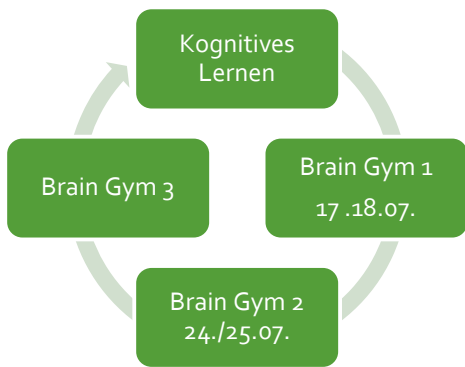 Kognitives
Lernen
Brain Gym 1
17 .18.07.
Brain Gym 2
24./25.07.
Brain Gym 3